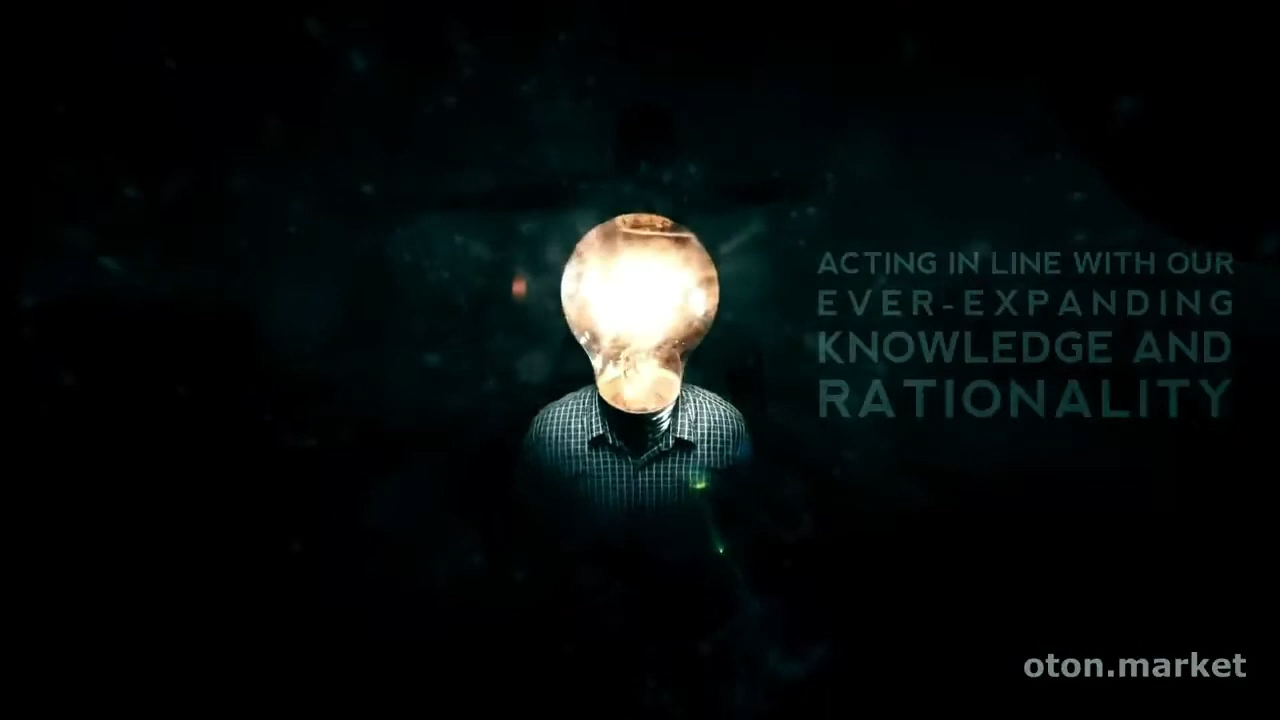 ACTING IN LINE WITH OUR
EVER-EXPANDING
KNOWLEDGE AND
RATIONALITY
oton.market